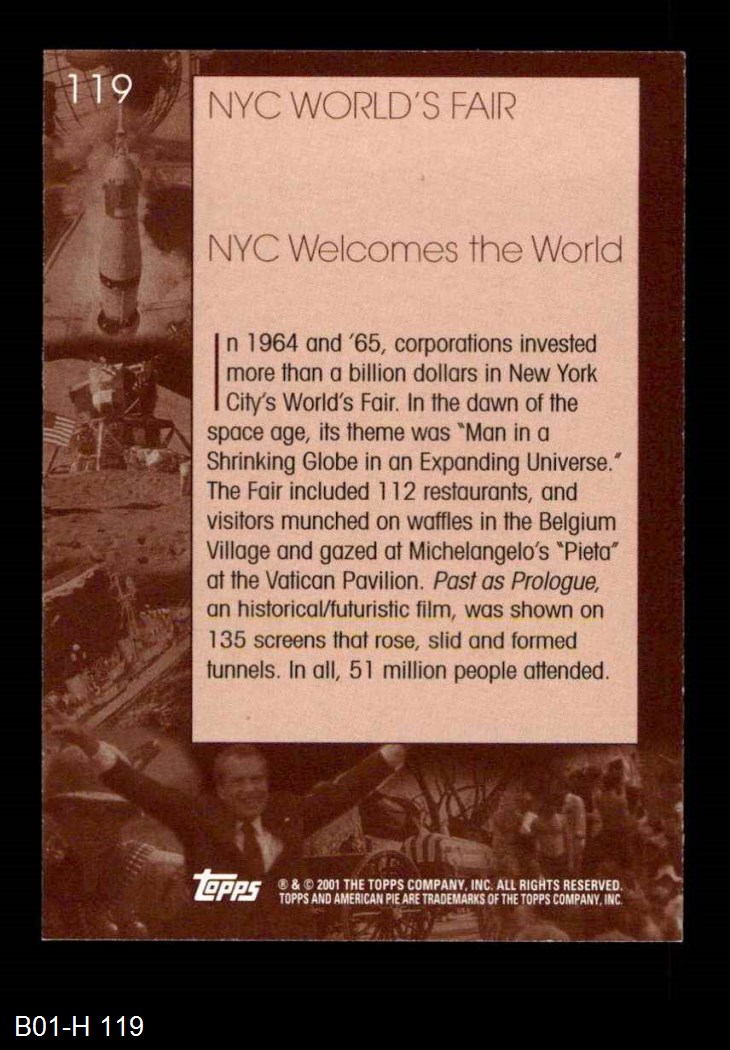 119
NYC WORLD'S FAIR
NYC Welcomes the World
In 1964 and '65, corporations invested
more than a billion dollars in New York
City's World's Fair. In the dawn of the
space age, its theme was "Man in a
Shrinking Globe in an Expanding Universe."
The Fair included 112 restaurants, and
visitors munched on waffles in the Belgium
Village and gazed at Michelangelo's "Pieta"
at the Vatican Pavilion. Past as Prologue,
an historical/futuristic film, was shown on
135 screens that rose, slid and formed
tunnels. In all, 51 million people attended.
Topps
® & © 2001 THE TOPPS COMPANY, INC. ALL RIGHTS RESERVED.
TOPPS AND AMERICAN PIE ARE TRADEMARKS OF THE TOPPS COMPANY, INC.
B01-H 119